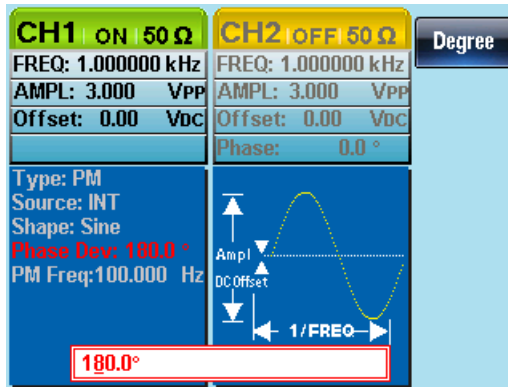 CH1 ON 50 Ω
FREQ: 1.000000 kHz
AMPL: 3.000 VPP
Offset: 0.00 VDC
CH2 OFF 50 Ω
FREQ: 1.000000 kHz
AMPL: 3.000 VPP
Offset: 0.00 VDC
Phase: 0.0 °
Degree
Type: PM
Source: INT
Shape: Sine
Phase Dev: 180.0 °
PM Freq:100.000 Hz
Ampl
DC Offset
1/FREQ
180.0°